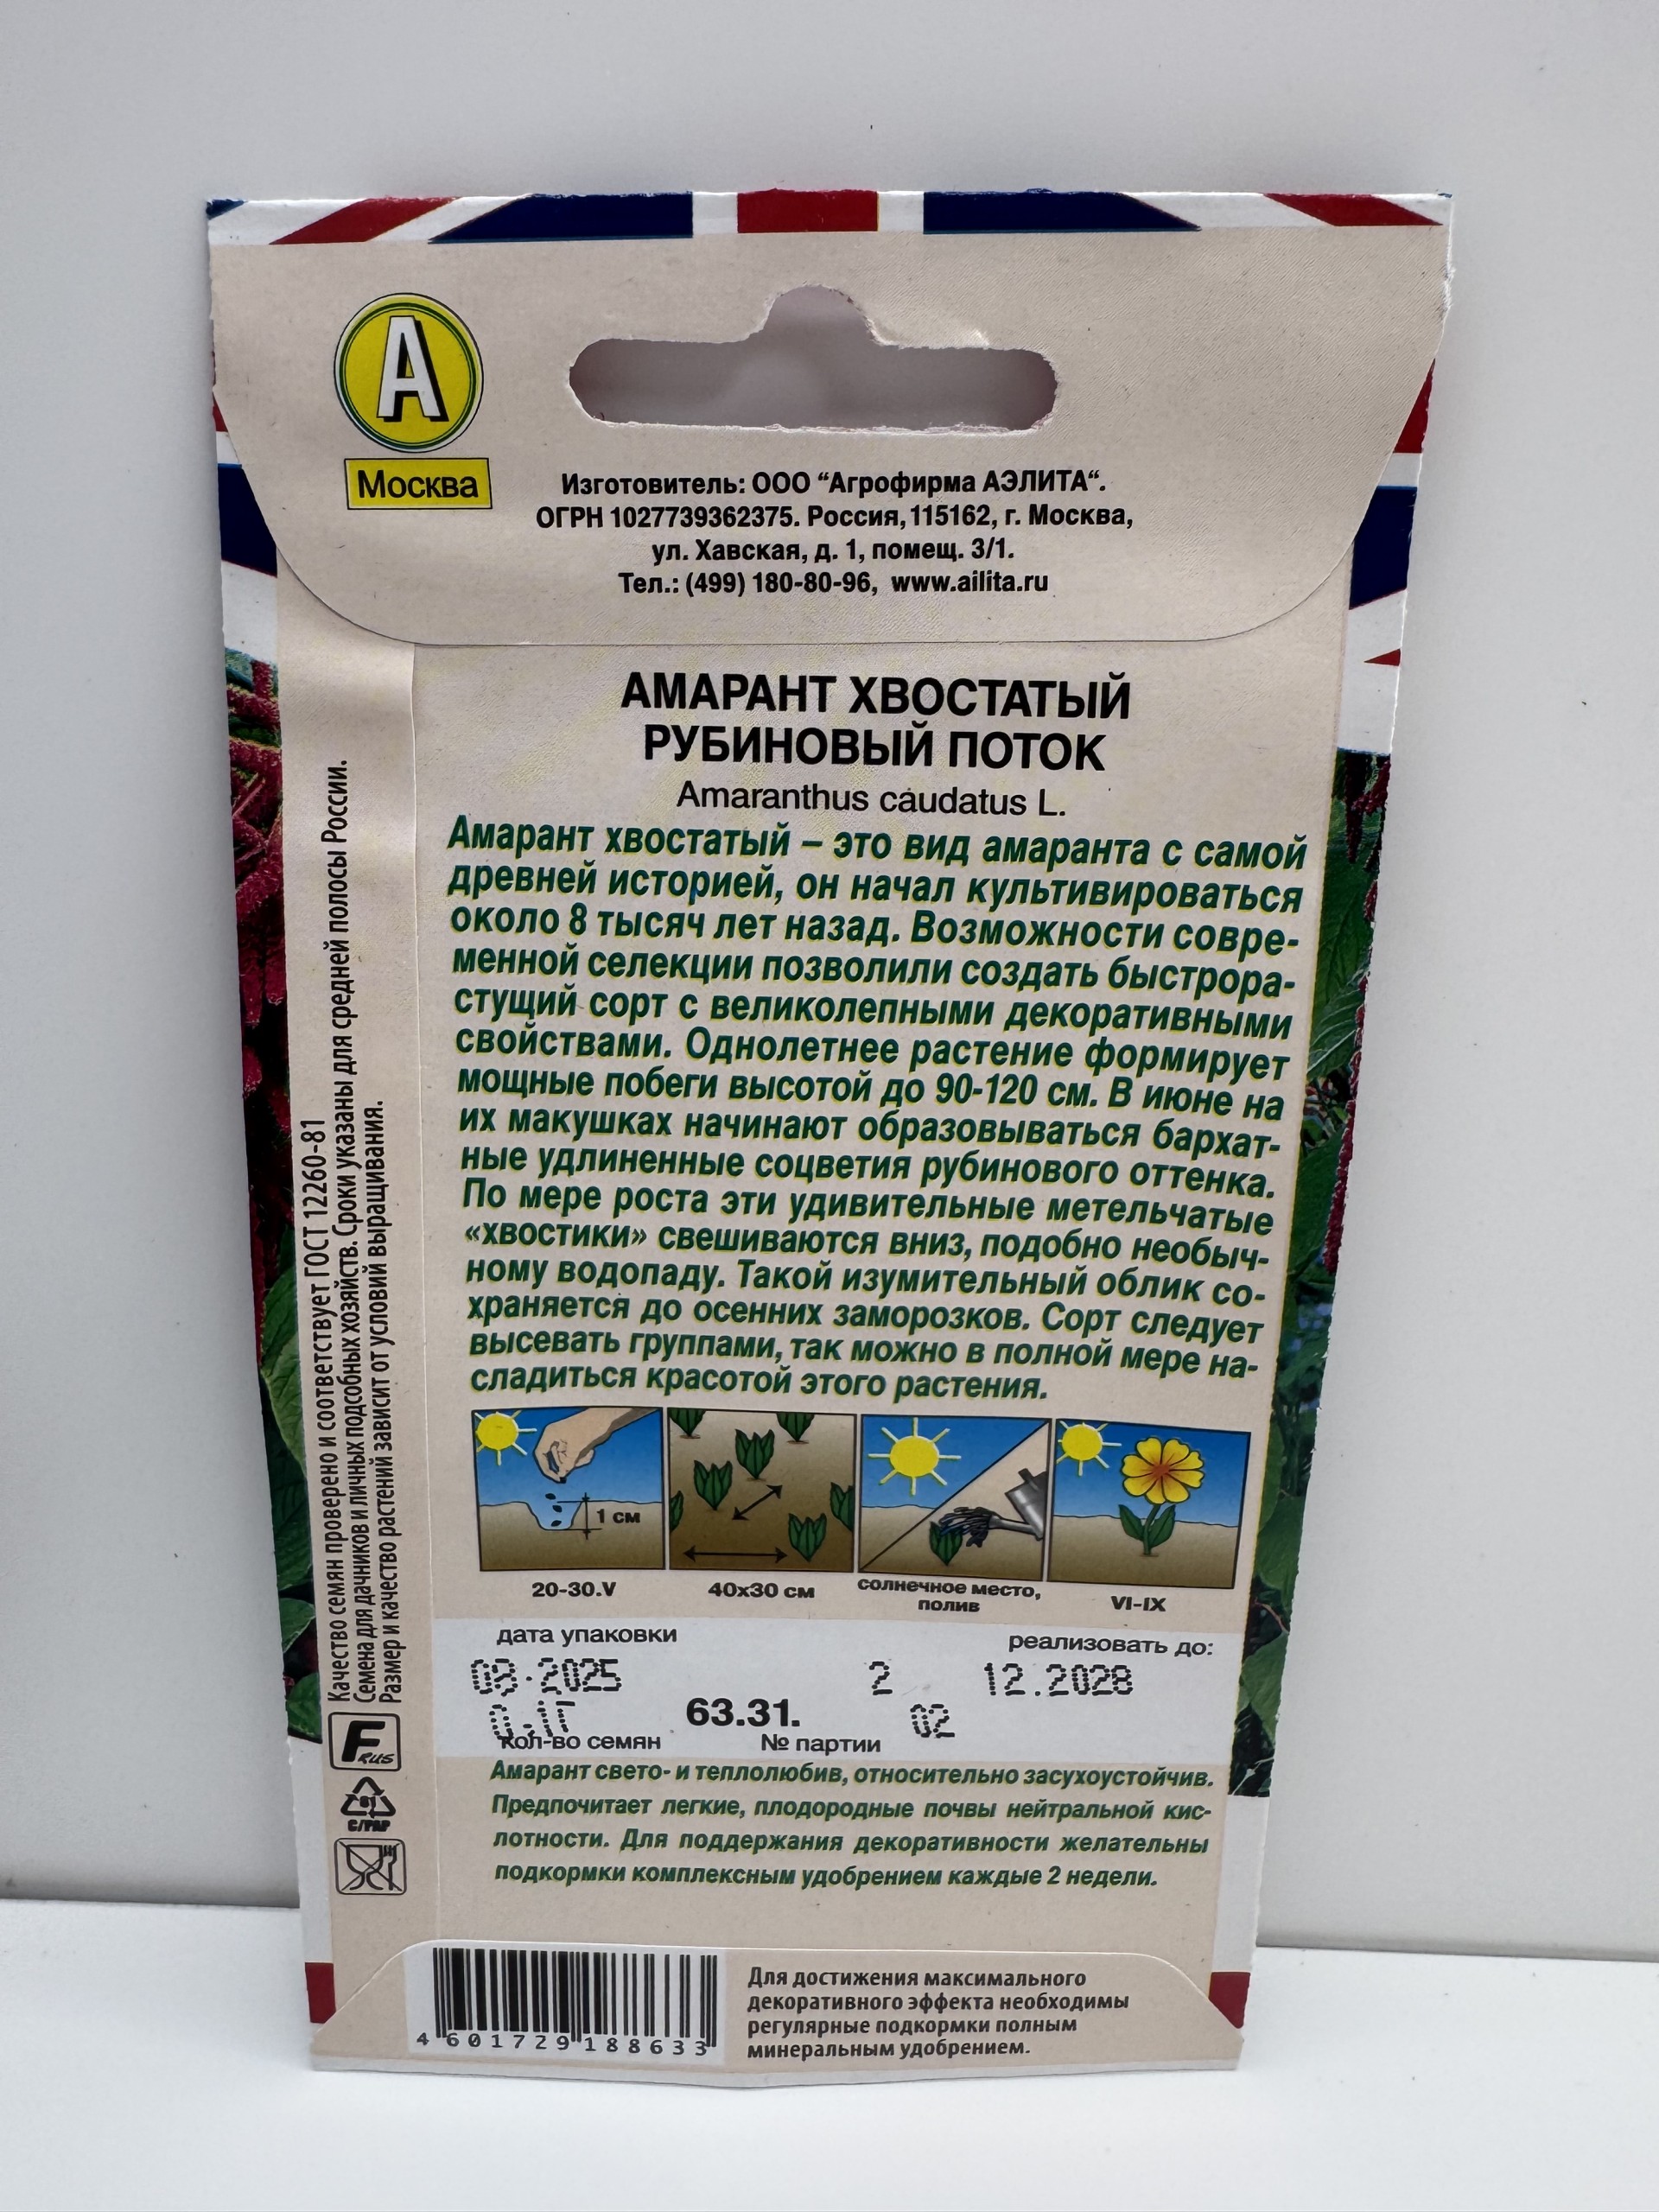 А
Москва
Изготовитель: ООО “Агрофирма АЭЛИТА“.
ОГРН 1027739362375. Россия, 115162, г. Москва,
ул. Хавская, д. 1, помещ. 3/1.
Тел.: (499) 180-80-96, www.ailita.ru
АМАРАНТ ХВОСТАТЫЙ
РУБИНОВЫЙ ПОТОК
Amaranthus caudatus L.
Амарант хвостатый – это вид амаранта с самой
древней историей, он начал культивироваться
около 8 тысяч лет назад. Возможности совре-
менной селекции позволили создать быстрора-
стущий сорт с великолепными декоративными
свойствами. Однолетнее растение формирует
мощные побеги высотой до 90-120 см. В июне на
их макушках начинают образовываться бархат-
ные удлиненные соцветия рубинового оттенка.
По мере роста эти удивительные метельчатые
«хвостики» свешиваются вниз, подобно необыч-
ному водопаду. Такой изумительный облик со-
храняется до осенних заморозков. Сорт следует
высевать группами, так можно в полной мере на-
сладиться красотой этого растения.
1 см
20-30.V
40х30 см
солнечное место,
полив
VI-IX
дата упаковки
реализовать до:
08.2025
2
12.2028
63.31.
02
кол-во семян
№ партии
Амарант свето- и теплолюбив, относительно засухоустойчив.
Предпочитает легкие, плодородные почвы нейтральной кис-
лотности. Для поддержания декоративности желательны
подкормки комплексным удобрением каждые 2 недели.
Качество семян проверено и соответствует ГОСТ 12260-81
Семена для дачников и личных подсобных хозяйств. Сроки указаны для средней полосы России.
Размер и качество растений зависит от условий выращивания.
F RUS
81
C/PAP
4 601729 188633
Для достижения максимального
декоративного эффекта необходимы
регулярные подкормки полным
минеральным удобрением.